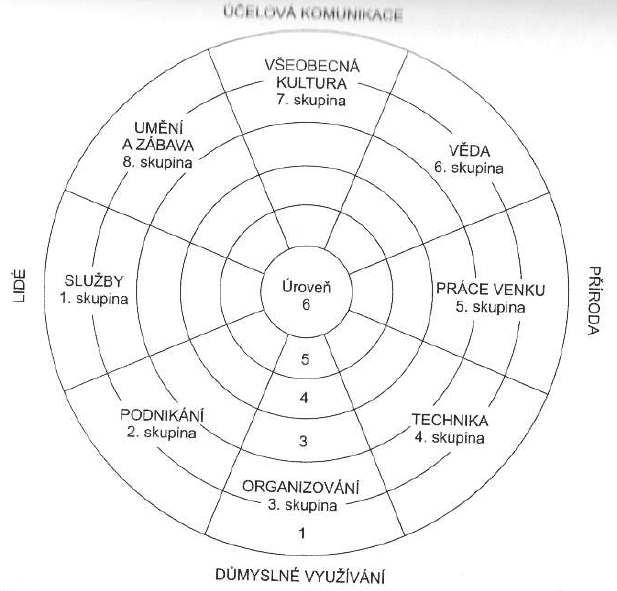 ÚČELOVÁ KOMUNIKACE
VŠEOBECNÁ
KULTURA
7. skupina
UMĚNÍ
A ZÁBAVA
8. skupina
VĚDA
6. skupina
LIDÉ
SLUŽBY
1. skupina
Úroveň
6
PRÁCE VENKU
5. skupina
PŘÍRODA
5
4
PODNIKÁNÍ
2. skupina
TECHNIKA
4. skupina
3
ORGANIZOVÁNÍ
3. skupina
1
DŮMYSLNÉ VYUŽÍVÁNÍ